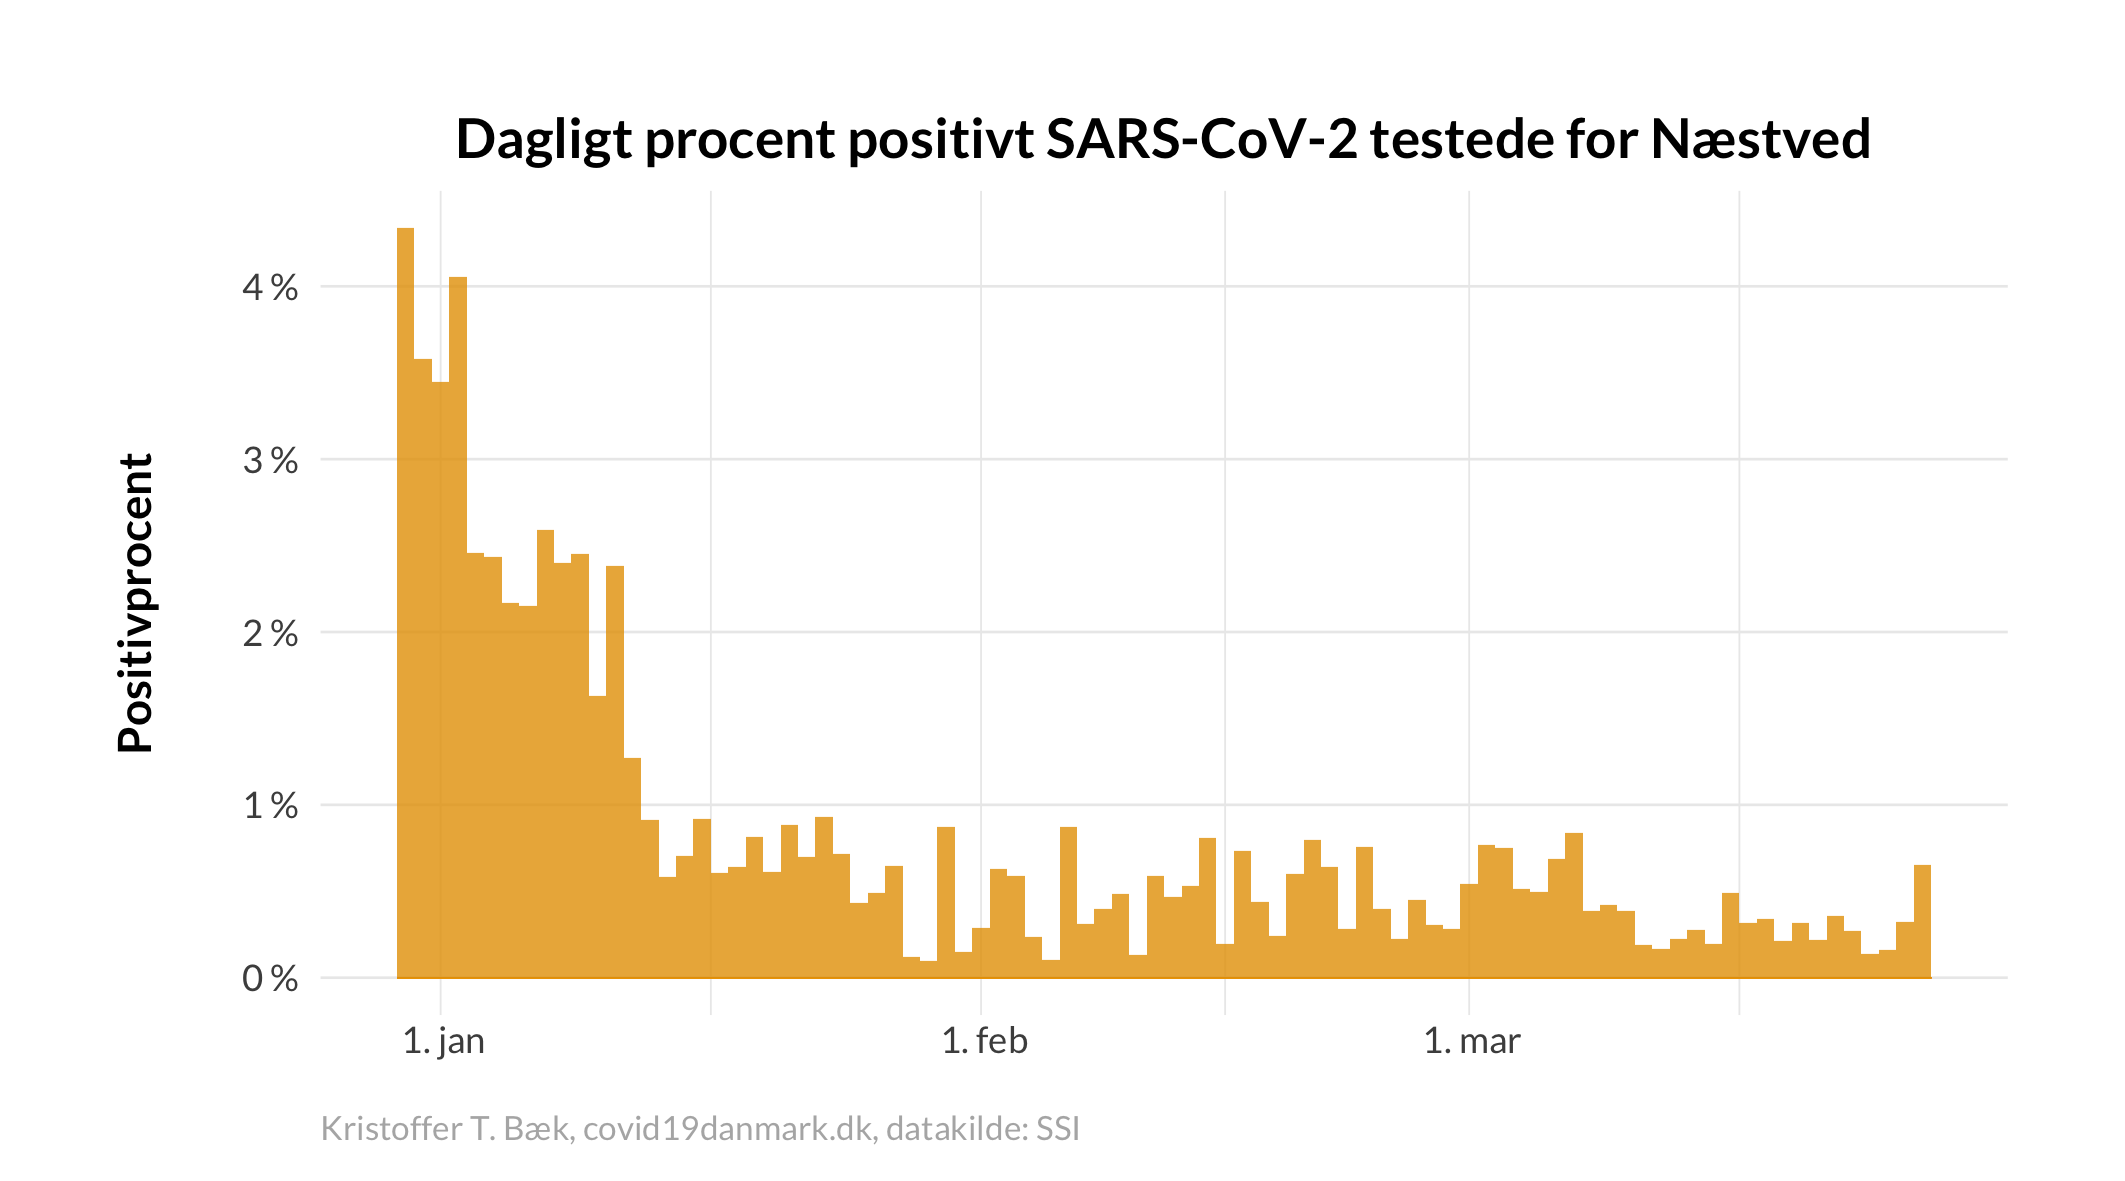 Dagligt procent positivt SARS-CoV-2 testede for Næstved
Positivprocent
4 %
3 %
2 %
1 %
0 %
1. jan
1. feb
1. mar
Kristoffer T. Bæk, covid19danmark.dk, datakilde: SSI